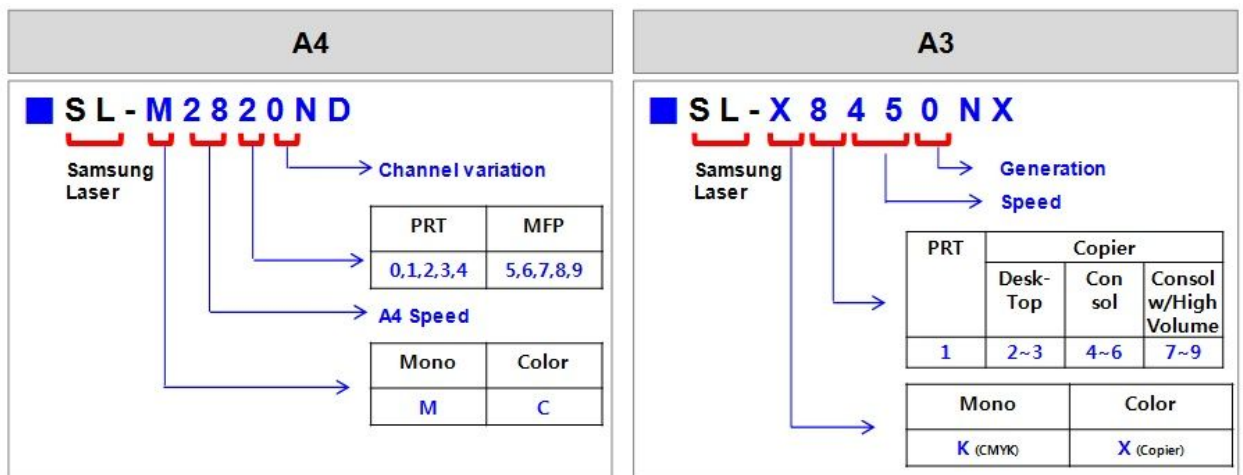 A4
SL-M2820ND
Samsung
Laser
Channel variation
PRT MFP
0,1,2,3,4 5,6,7,8,9
A4 Speed
Mono Color
M C
A3
SL-X8450NX
Samsung
Laser
Generation
Speed
PRT Copier
Desk-
Top
Con
sol
Consol
w/High
Volume
1 2~3 4~6 7~9
Mono Color
K (CMYK) X (Copier)